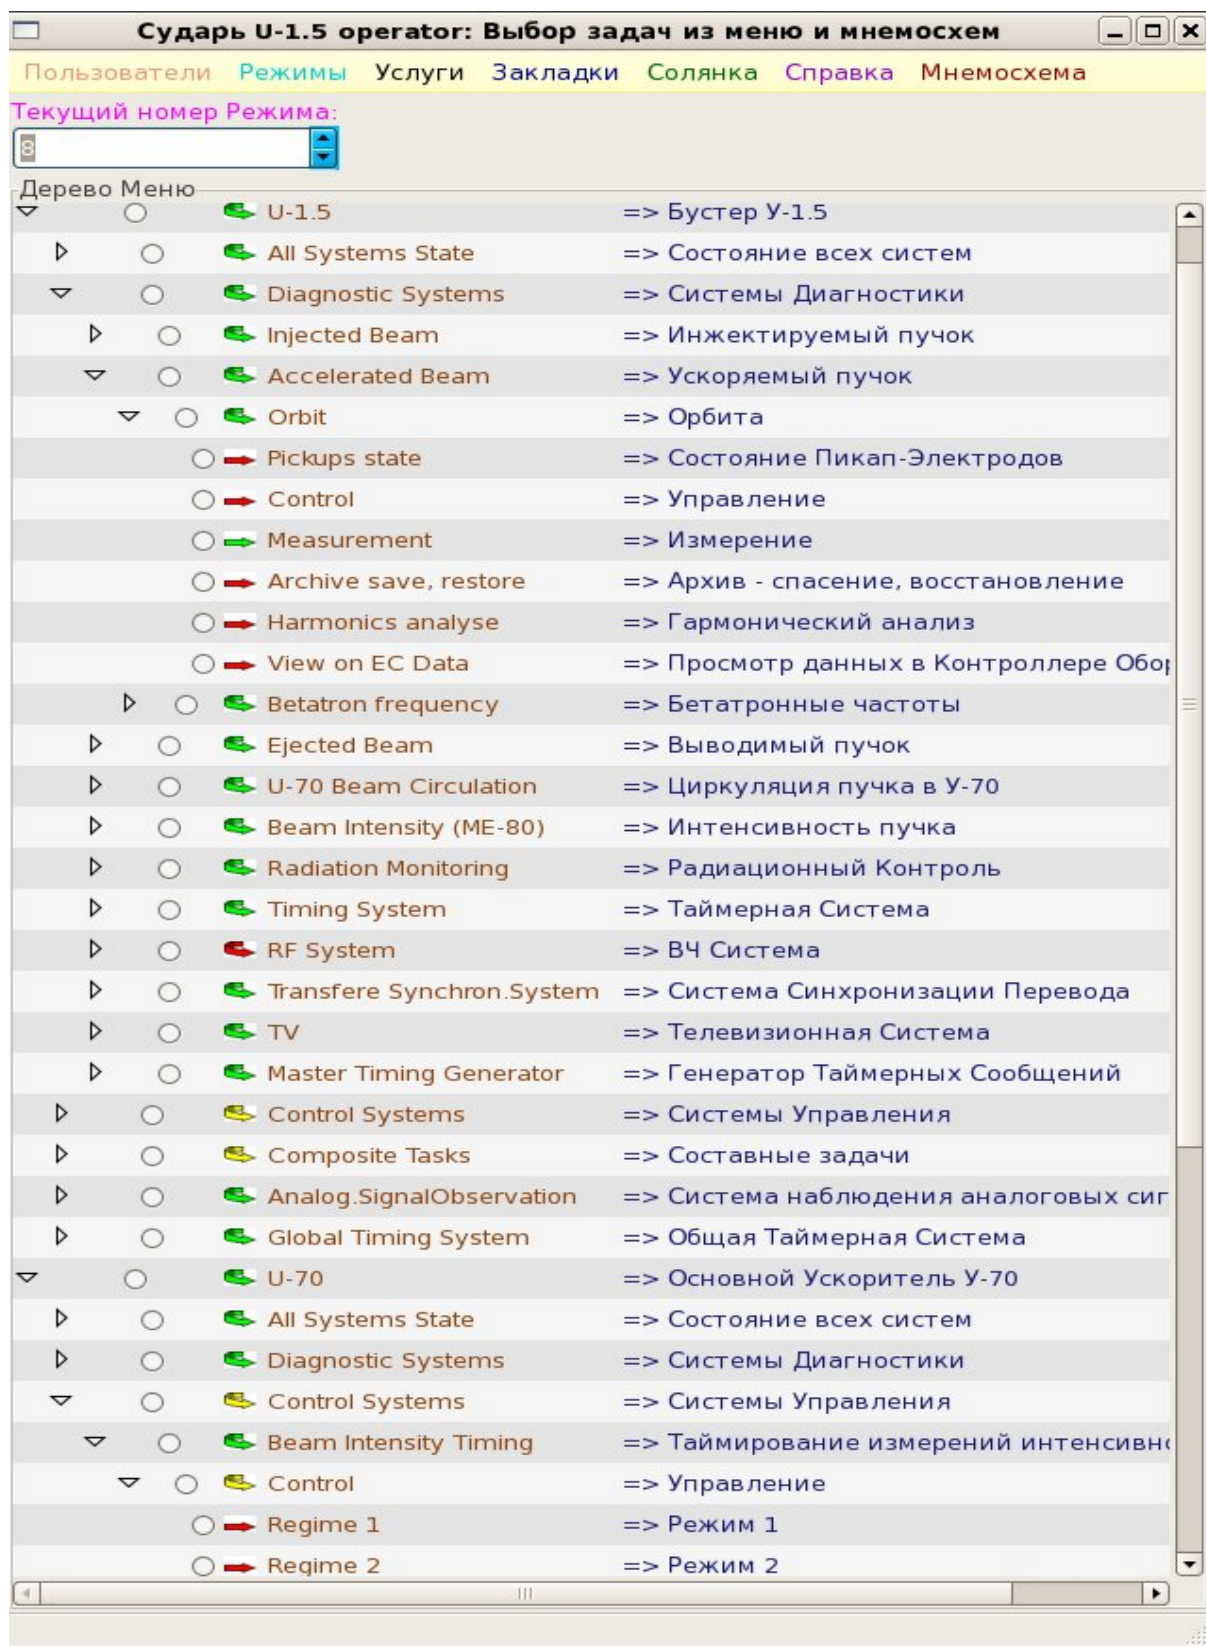 Сударь U-1.5 operator: Выбор задач из меню и мнемосхем
Пользователи Режимы Услуги Закладки Солянка Справка Мнемосхема
Текущий номер Режима:
8
Дерево Меню
U-1.5 => Бустер У-1.5
All Systems State => Состояние всех систем
Diagnostic Systems => Системы Диагностики
Injected Beam => Инжектируемый пучок
Accelerated Beam => Ускоряемый пучок
Orbit => Орбита
Pickups state => Состояние Пикап-Электродов
Control => Управление
Measurement => Измерение
Archive save, restore => Архив - спасение, восстановление
Harmonics analyse => Гармонический анализ
View on EC Data => Просмотр данных в Контроллере Обор
Betatron frequency => Бетатронные частоты
Ejected Beam => Выводимый пучок
U-70 Beam Circulation => Циркуляция пучка в У-70
Beam Intensity (ME-80) => Интенсивность пучка
Radiation Monitoring => Радиационный Контроль
Timing System => Таймерная Система
RF System => ВЧ Система
Transfere Synchron.System => Система Синхронизации Перевода
TV => Телевизионная Система
Master Timing Generator => Генератор Таймерных Сообщений
Control Systems => Системы Управления
Composite Tasks => Составные задачи
Analog.SignalObservation => Система наблюдения аналоговых сиг
Global Timing System => Общая Таймерная Система
U-70 => Основной Ускоритель У-70
All Systems State => Состояние всех систем
Diagnostic Systems => Системы Диагностики
Control Systems => Системы Управления
Beam Intensity Timing => Таймирование измерений интенсивно
Control => Управление
Regime 1 => Режим 1
Regime 2 => Режим 2